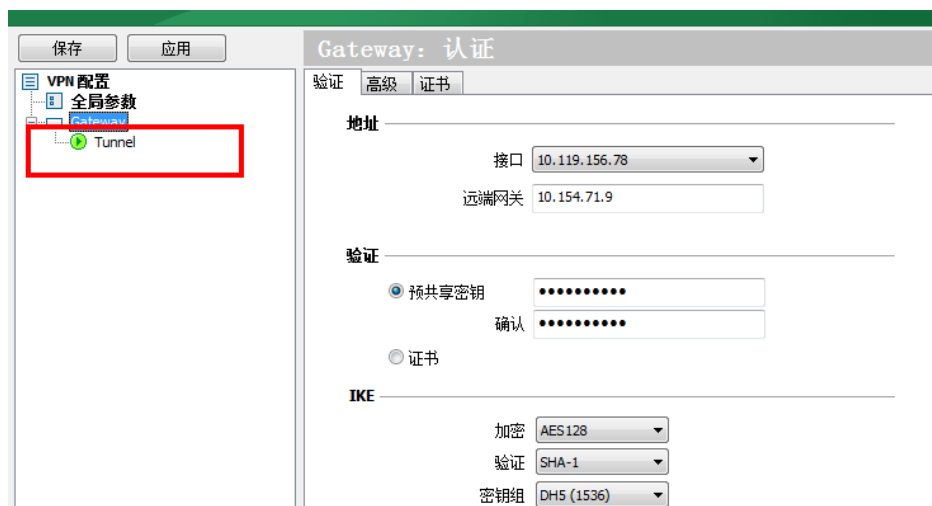 保存 应用
Gateway: 认证
VPN 配置
全局参数
Gateway
Tunnel
验证 高级 证书
地址
接口 10.119.156.78
远端网关 10.154.71.9
验证
预共享密钥 ••••••••••
确认 ••••••••••
证书
IKE
加密 AES128
验证 SHA-1
密钥组 DH5 (1536)